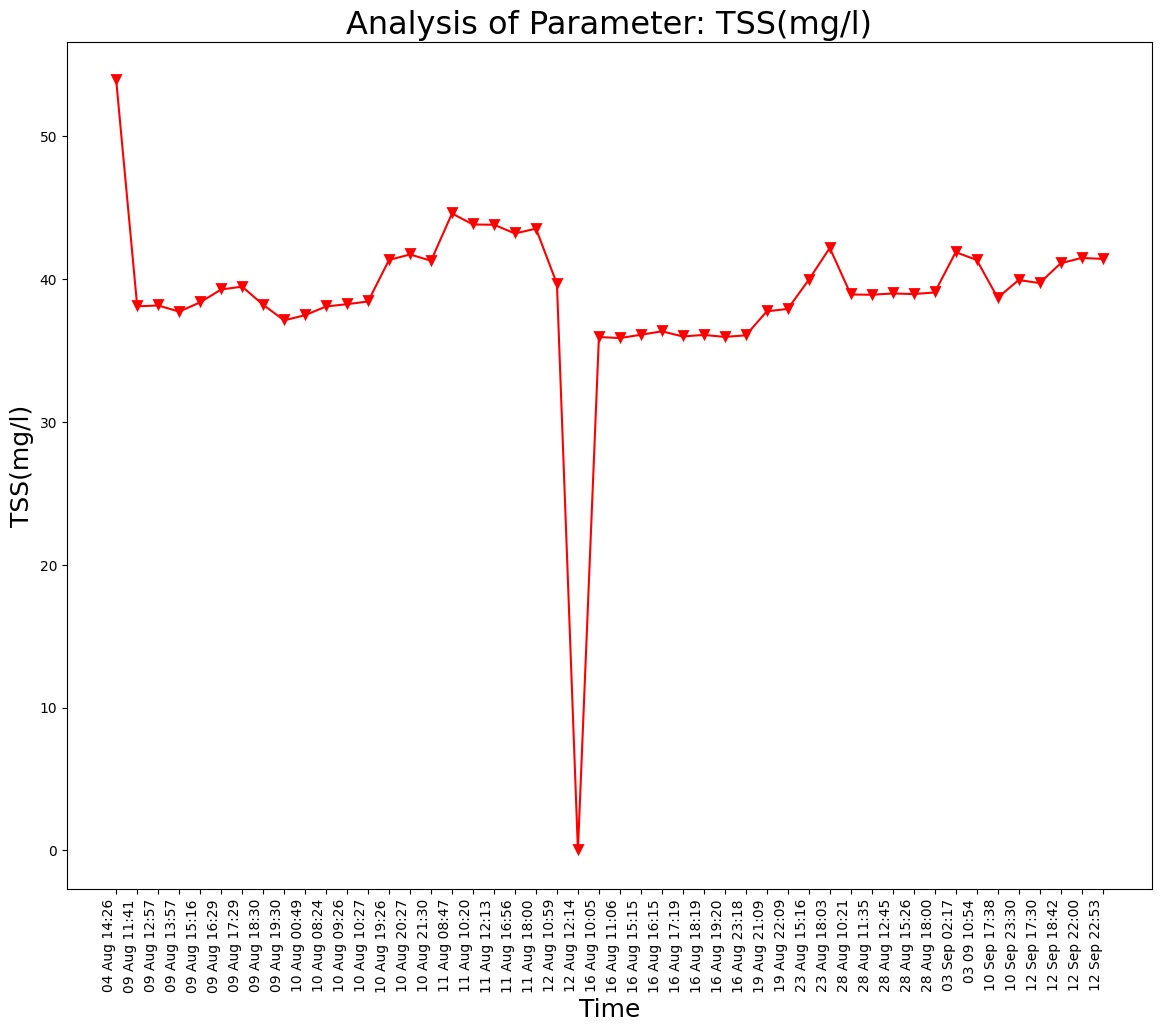 Analysis of Parameter: TSS(mg/l)
TSS(mg/l)
50
40
30
20
10
0
04 Aug 14:26
09 Aug 11:41
09 Aug 12:57
09 Aug 13:57
09 Aug 15:16
09 Aug 16:29
09 Aug 17:29
09 Aug 18:30
09 Aug 19:30
10 Aug 00:49
10 Aug 08:24
10 Aug 09:26
10 Aug 10:27
10 Aug 19:26
10 Aug 20:27
10 Aug 21:30
11 Aug 08:47
11 Aug 10:20
11 Aug 12:13
11 Aug 16:56
11 Aug 18:00
12 Aug 10:59
12 Aug 12:14
16 Aug 10:05
16 Aug 11:06
16 Aug 15:15
16 Aug 16:15
16 Aug 17:19
16 Aug 18:19
16 Aug 19:20
16 Aug 23:18
19 Aug 21:09
19 Aug 22:09
23 Aug 15:16
23 Aug 18:03
28 Aug 10:21
28 Aug 11:35
28 Aug 12:45
28 Aug 15:26
28 Aug 18:00
03 Sep 02:17
03 09 10:54
10 Sep 17:38
10 Sep 23:30
12 Sep 17:30
12 Sep 18:42
12 Sep 22:00
12 Sep 22:53
Time